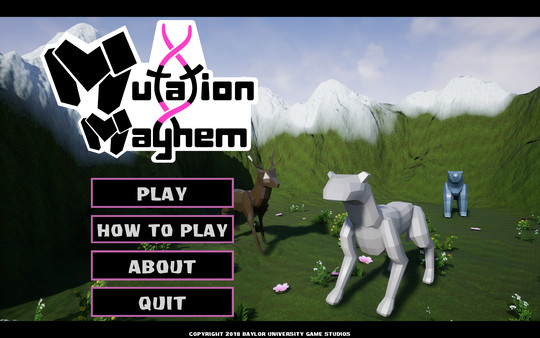 Mutation
Mayhem
PLAY
HOW TO PLAY
ABOUT
QUIT
COPYRIGHT 2018 BAYLOR UNIVERSITY GAME STUDIOS